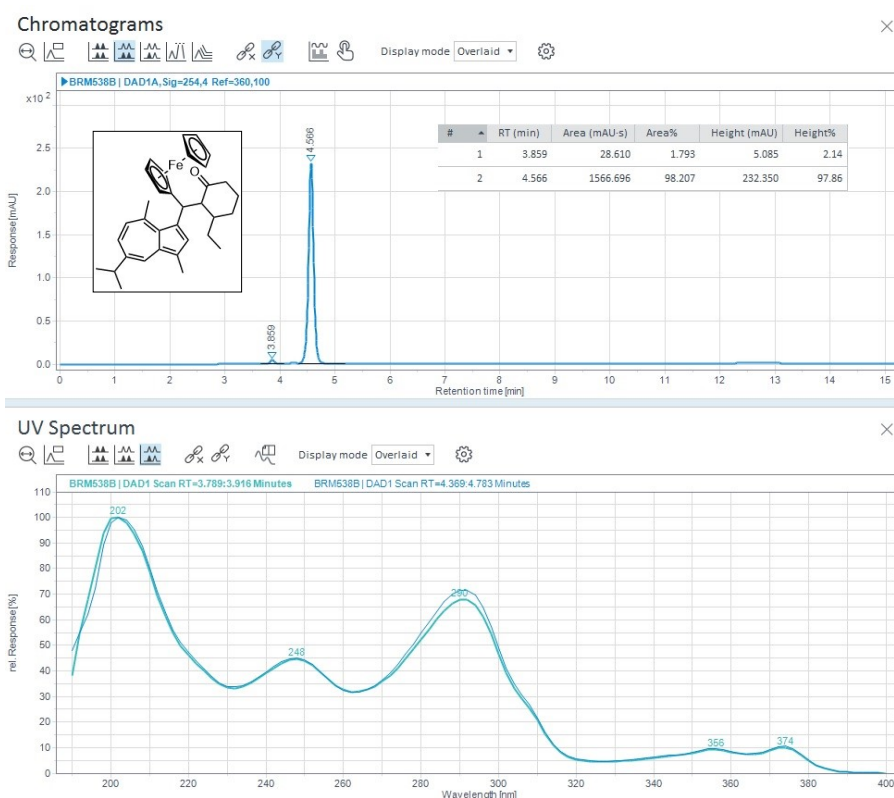 Chromatograms
Display mode Overlaid
BRM538B | DAD1A,Sig=254,4 Ref=360,100
x10 2
# RT (min) Area (mAU·s) Area% Height (mAU) Height%
1 3.859 28.610 1.793 5.085 2.14
2 4.566 1566.696 98.207 232.350 97.86
4.566
3.859
Fe
O
Response [mAU]
2.5
2.0
1.5
1.0
0.5
0.0
0 1 2 3 4 5 6 7 8 9 10 11 12 13 14 15
Retention time [min]
UV Spectrum
Display mode Overlaid
BRM538B | DAD1 Scan RT=3.789:3.916 Minutes BRM538B | DAD1 Scan RT=4.369:4.783 Minutes
rel. Response [%]
110
100
90
80
70
60
50
40
30
20
10
0
202
248
290
356
374
200 220 240 260 280 300 320 340 360 380 400
Wavelength [nm]